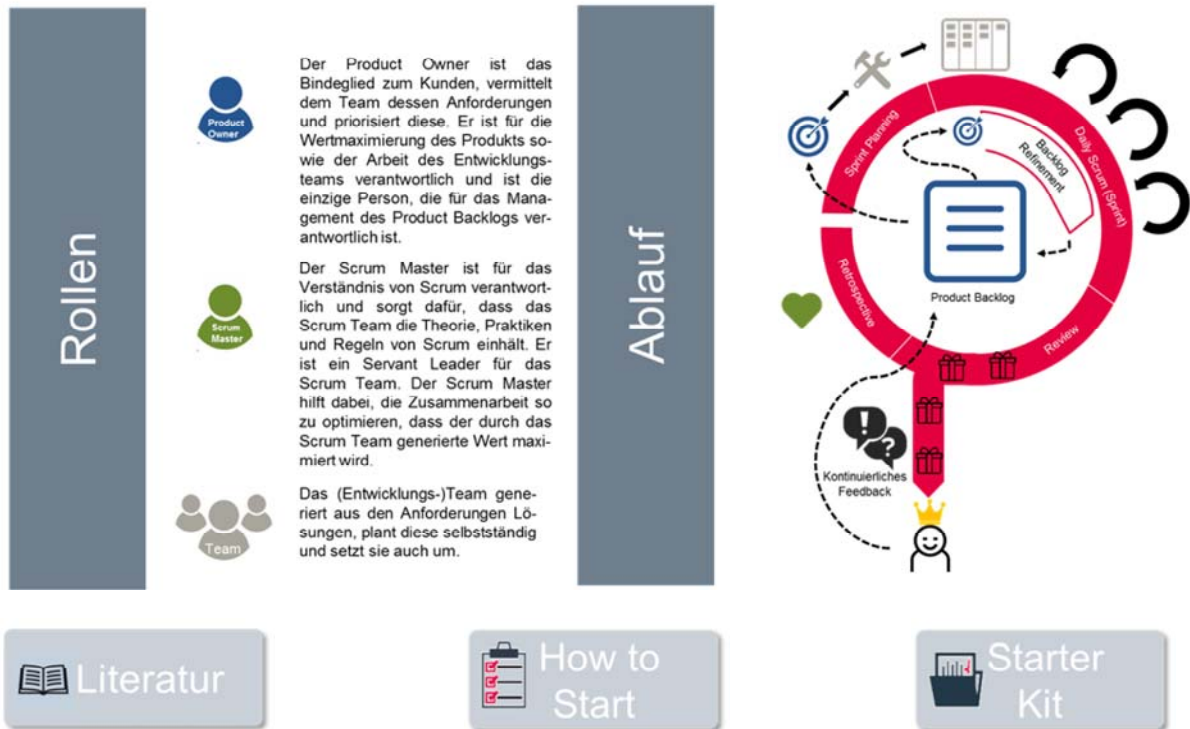 Rollen
Product
Owner
Der Product Owner ist das
Bindeglied zum Kunden, vermittelt
dem Team dessen Anforderungen
und priorisiert diese. Er ist für die
Wertmaximierung des Produkts so-
wie der Arbeit des Entwicklungs-
teams verantwortlich und ist die
einzige Person, die für das Mana-
gement des Product Backlogs ver-
antwortlich ist.
Scrum
Master
Der Scrum Master ist für das
Verständnis von Scrum verantwort-
lich und sorgt dafür, dass das
Scrum Team die Theorie, Praktiken
und Regeln von Scrum einhält. Er
ist ein Servant Leader für das
Scrum Team. Der Scrum Master
hilft dabei, die Zusammenarbeit so
zu optimieren, dass der durch das
Scrum Team generierte Wert maxi-
miert wird.
Team
Das (Entwicklungs-)Team gene-
riert aus den Anforderungen Lö-
sungen, plant diese selbstständig
und setzt sie auch um.
Ablauf
Sprint Planning
Daily Scrum (Sprint)
Backlog
Refinement
Product Backlog
Retrospective
Review
Kontinuierliches
Feedback
Literatur
How to
Start
Starter
Kit